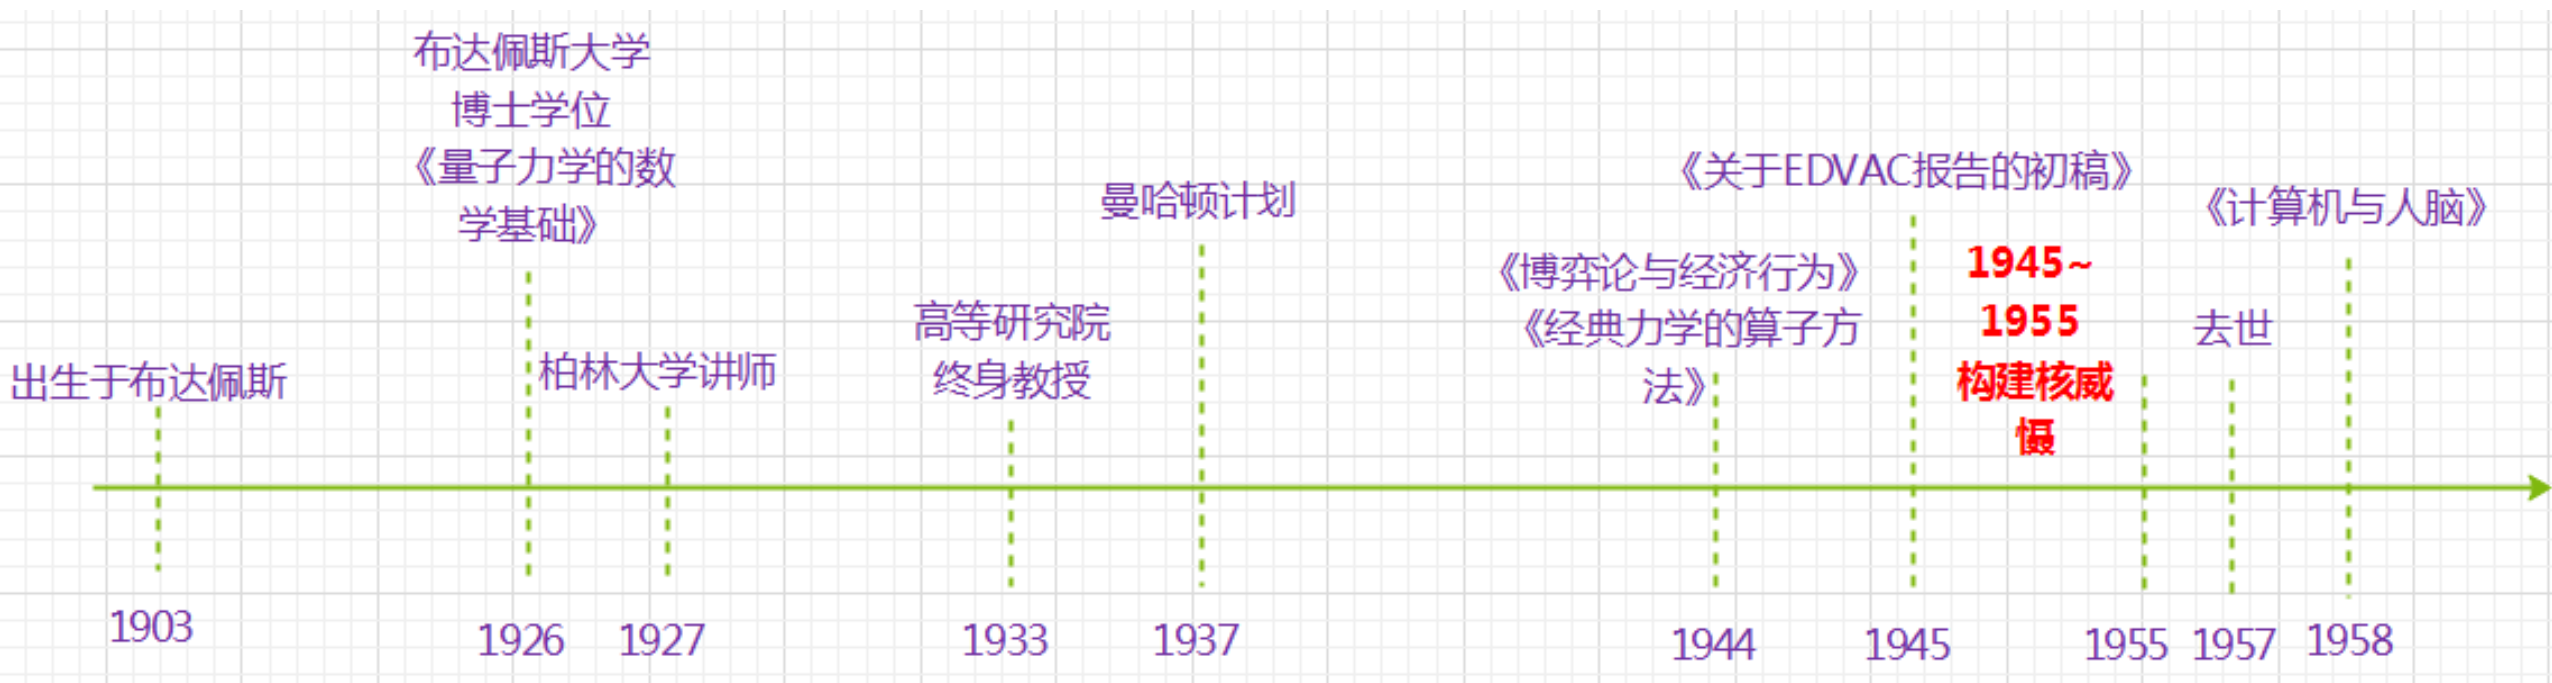 出生于布达佩斯
1903
布达佩斯大学
博士学位
《量子力学的数
学基础》
1926
柏林大学讲师
1927
高等研究院
终身教授
1933
曼哈顿计划
1937
《博弈论与经济行为》
《经典力学的算子方
法》
1944
《关于EDVAC报告的初稿》
1945
1945~
1955
构建核威
慑
1955
去世
1957
《计算机与人脑》
1958